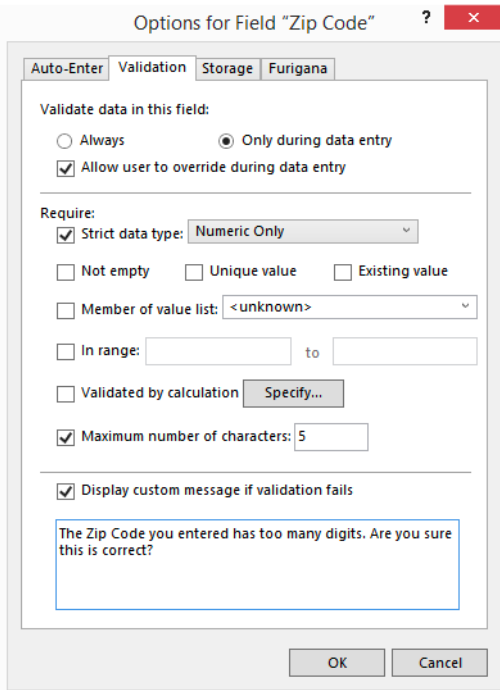 Options for Field “Zip Code” ? ×
Auto-Enter Validation Storage Furigana
Validate data in this field:
Always Only during data entry
Allow user to override during data entry
Require:
Strict data type: Numeric Only
Not empty Unique value Existing value
Member of value list: <unknown>
In range: to
Validated by calculation Specify...
Maximum number of characters: 5
Display custom message if validation fails
The Zip Code you entered has too many digits. Are you sure
this is correct?
OK Cancel